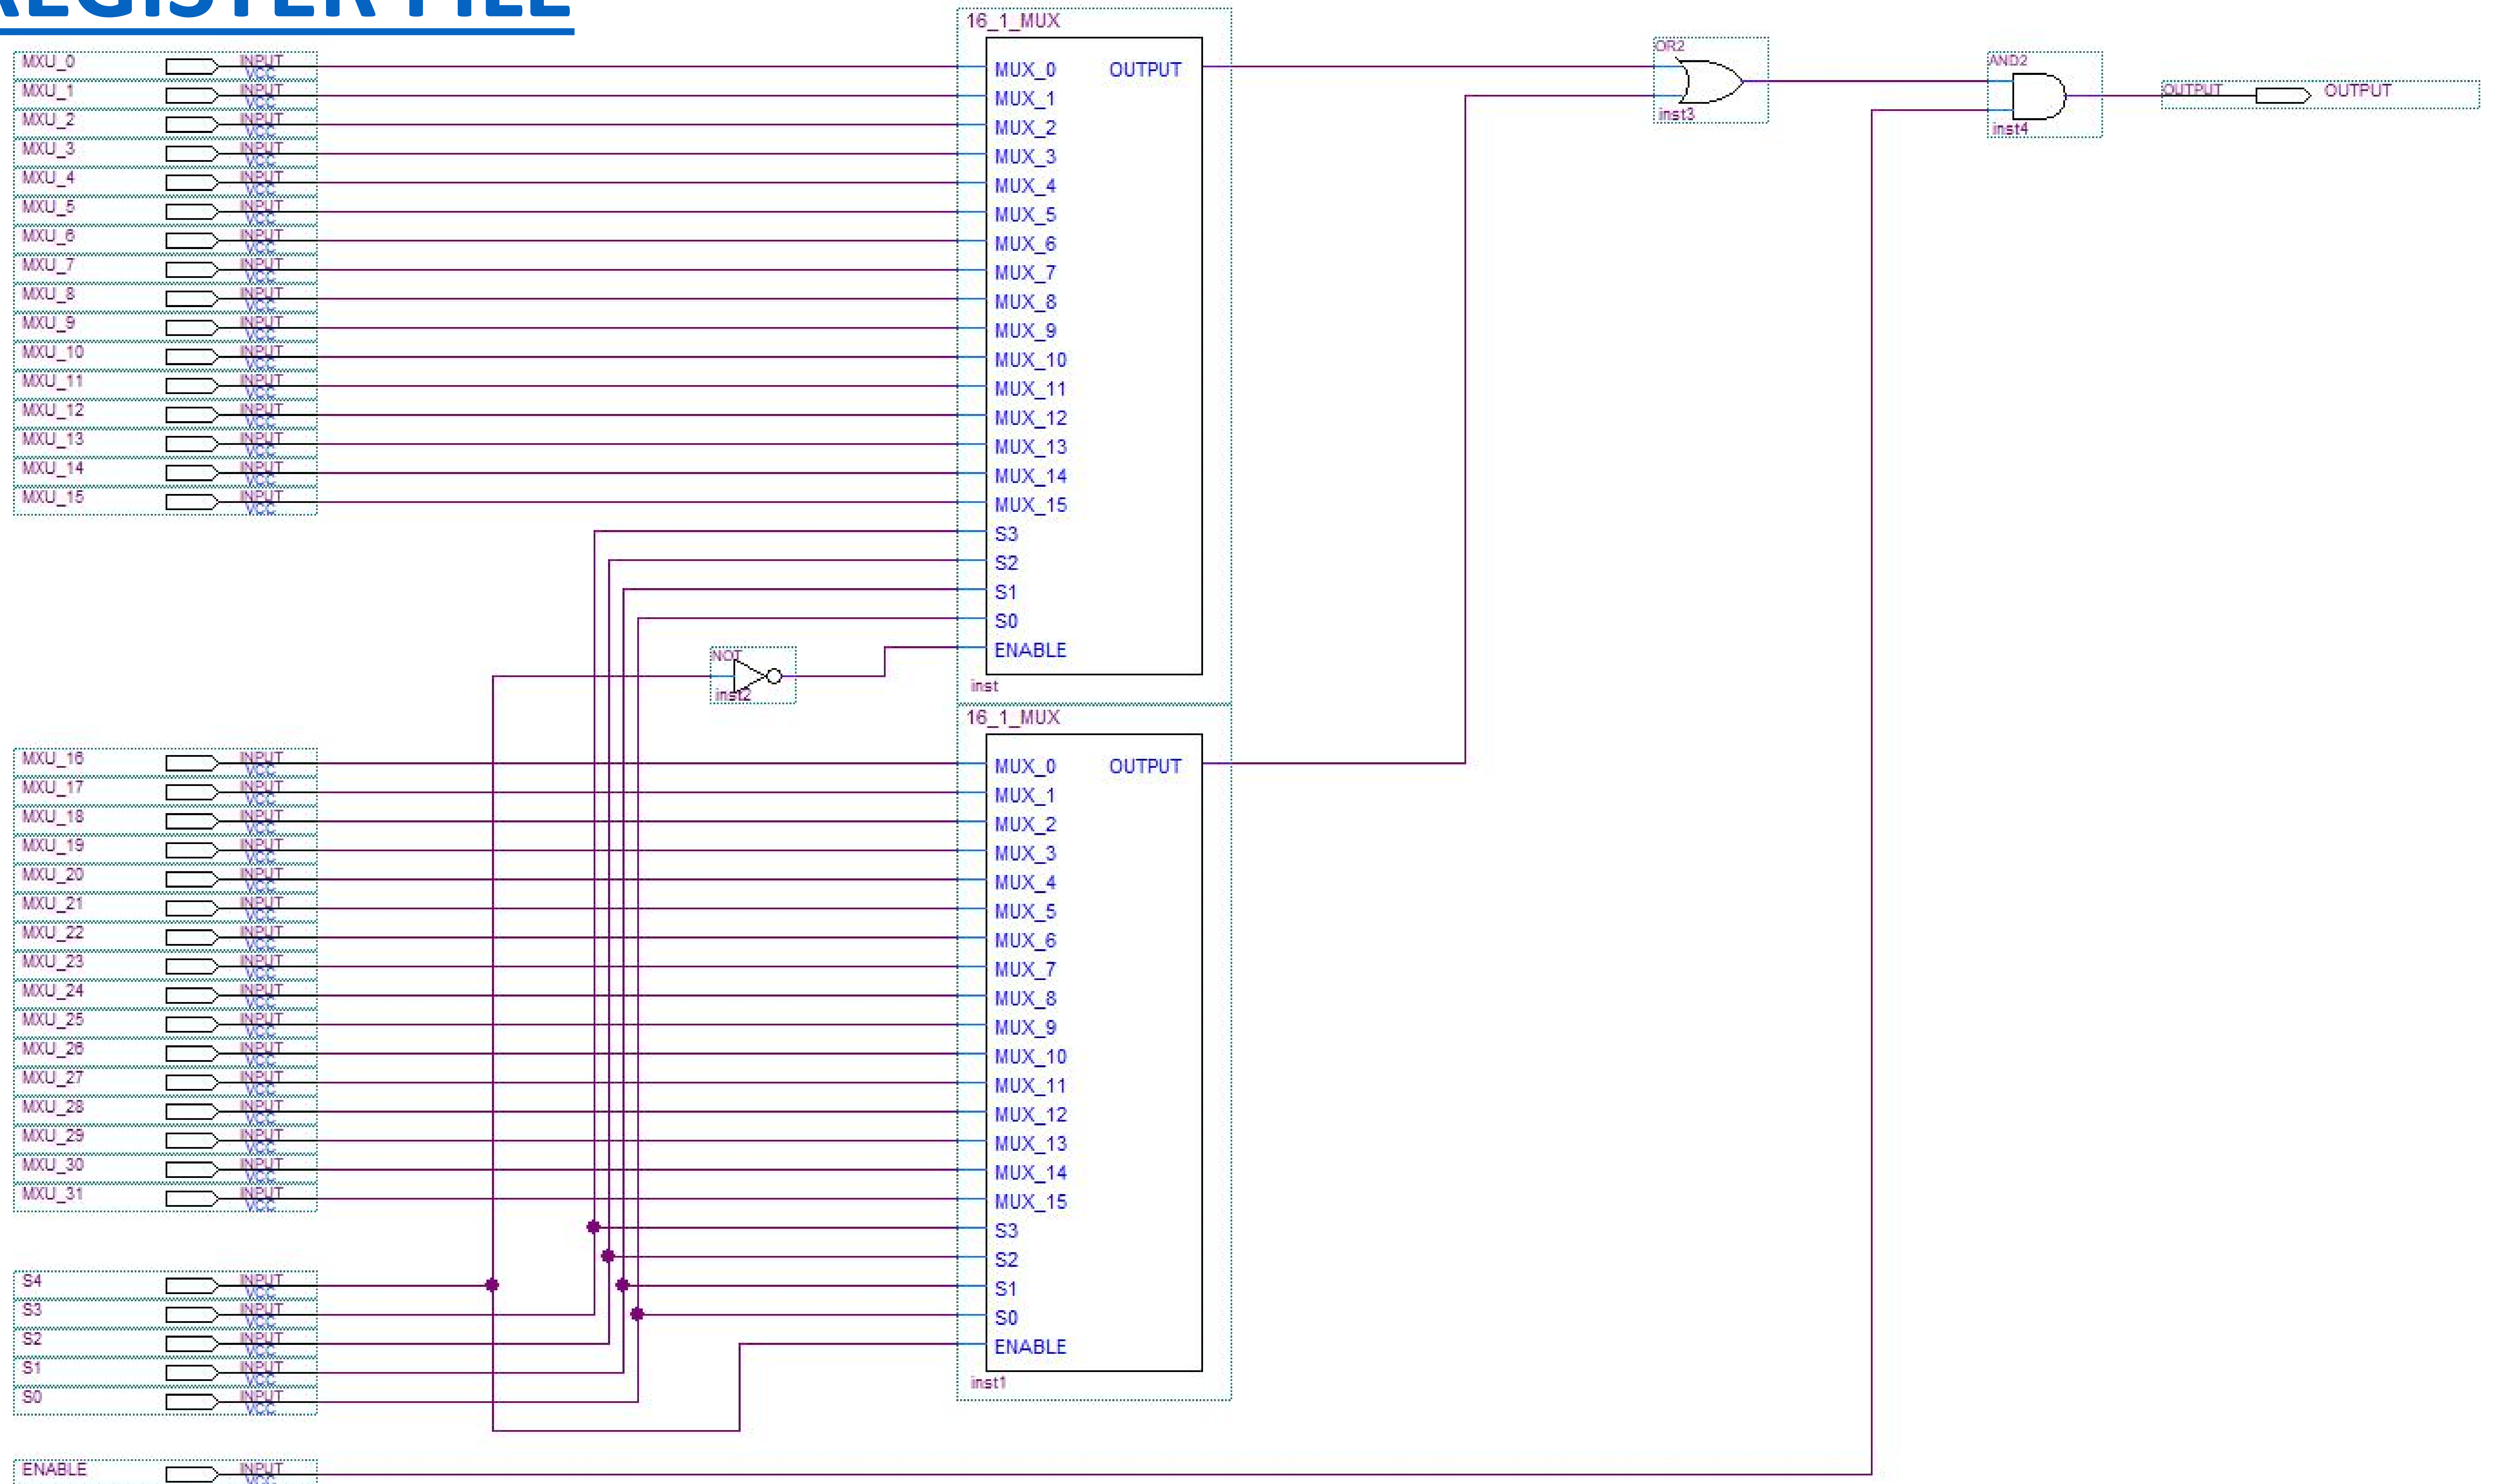 REGISTER FILE
16_1_MUX
MXU_0 INPUT VCC
MXU_1 INPUT VCC
MXU_2 INPUT VCC
MXU_3 INPUT VCC
MXU_4 INPUT VCC
MXU_5 INPUT VCC
MXU_6 INPUT VCC
MXU_7 INPUT VCC
MXU_8 INPUT VCC
MXU_9 INPUT VCC
MXU_10 INPUT VCC
MXU_11 INPUT VCC
MXU_12 INPUT VCC
MXU_13 INPUT VCC
MXU_14 INPUT VCC
MXU_15 INPUT VCC
MUX_0 OUTPUT
MUX_1
MUX_2
MUX_3
MUX_4
MUX_5
MUX_6
MUX_7
MUX_8
MUX_9
MUX_10
MUX_11
MUX_12
MUX_13
MUX_14
MUX_15
S3
S2
S1
S0
ENABLE
inst
NOT
inst2
OR2
inst3
AND2
inst4
OUTPUT OUTPUT
16_1_MUX
MXU_16 INPUT VCC
MXU_17 INPUT VCC
MXU_18 INPUT VCC
MXU_19 INPUT VCC
MXU_20 INPUT VCC
MXU_21 INPUT VCC
MXU_22 INPUT VCC
MXU_23 INPUT VCC
MXU_24 INPUT VCC
MXU_25 INPUT VCC
MXU_26 INPUT VCC
MXU_27 INPUT VCC
MXU_28 INPUT VCC
MXU_29 INPUT VCC
MXU_30 INPUT VCC
MXU_31 INPUT VCC
MUX_0 OUTPUT
MUX_1
MUX_2
MUX_3
MUX_4
MUX_5
MUX_6
MUX_7
MUX_8
MUX_9
MUX_10
MUX_11
MUX_12
MUX_13
MUX_14
MUX_15
S3
S2
S1
S0
ENABLE
inst1
S4 INPUT VCC
S3 INPUT VCC
S2 INPUT VCC
S1 INPUT VCC
S0 INPUT VCC
ENABLE INPUT